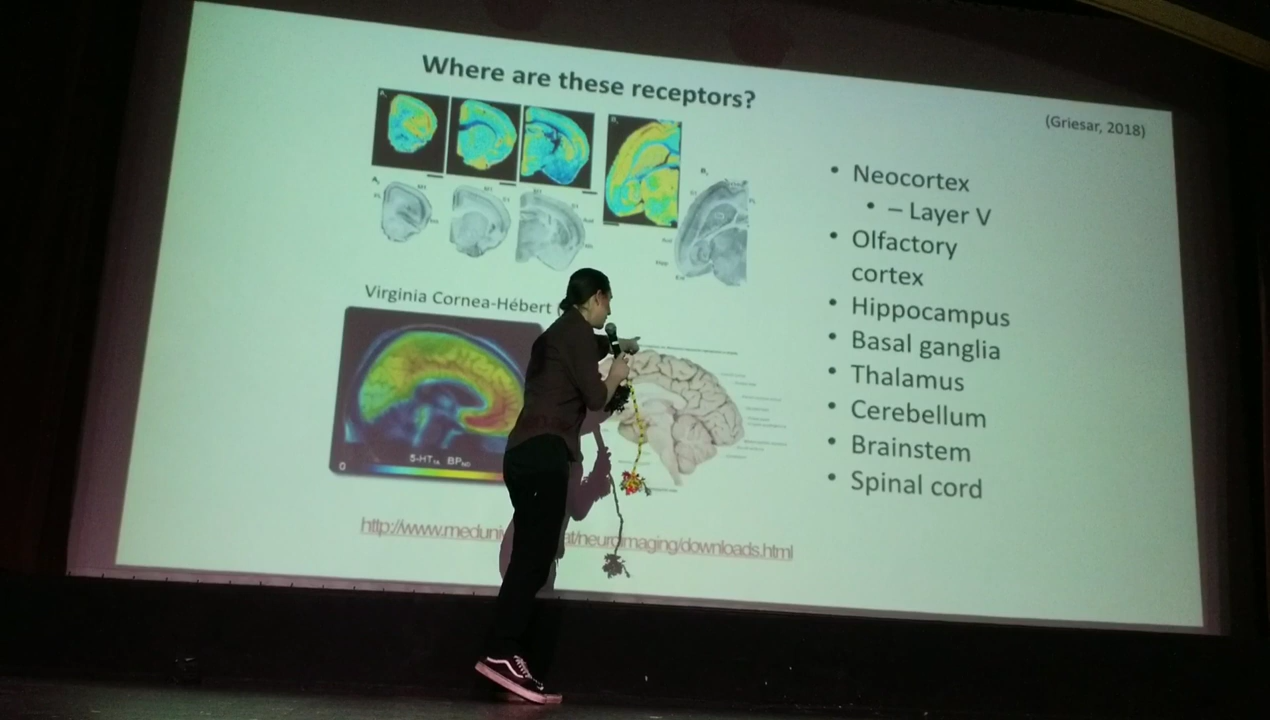 Where are these receptors?
(Griesar, 2018)
• Neocortex
• – Layer V
• Olfactory
cortex
• Hippocampus
• Basal ganglia
• Thalamus
• Cerebellum
• Brainstem
• Spinal cord
Virginia Cornea-Hébert
5-HT1A BPND
0
http://www.meduni at/neuroimaging/downloads.html